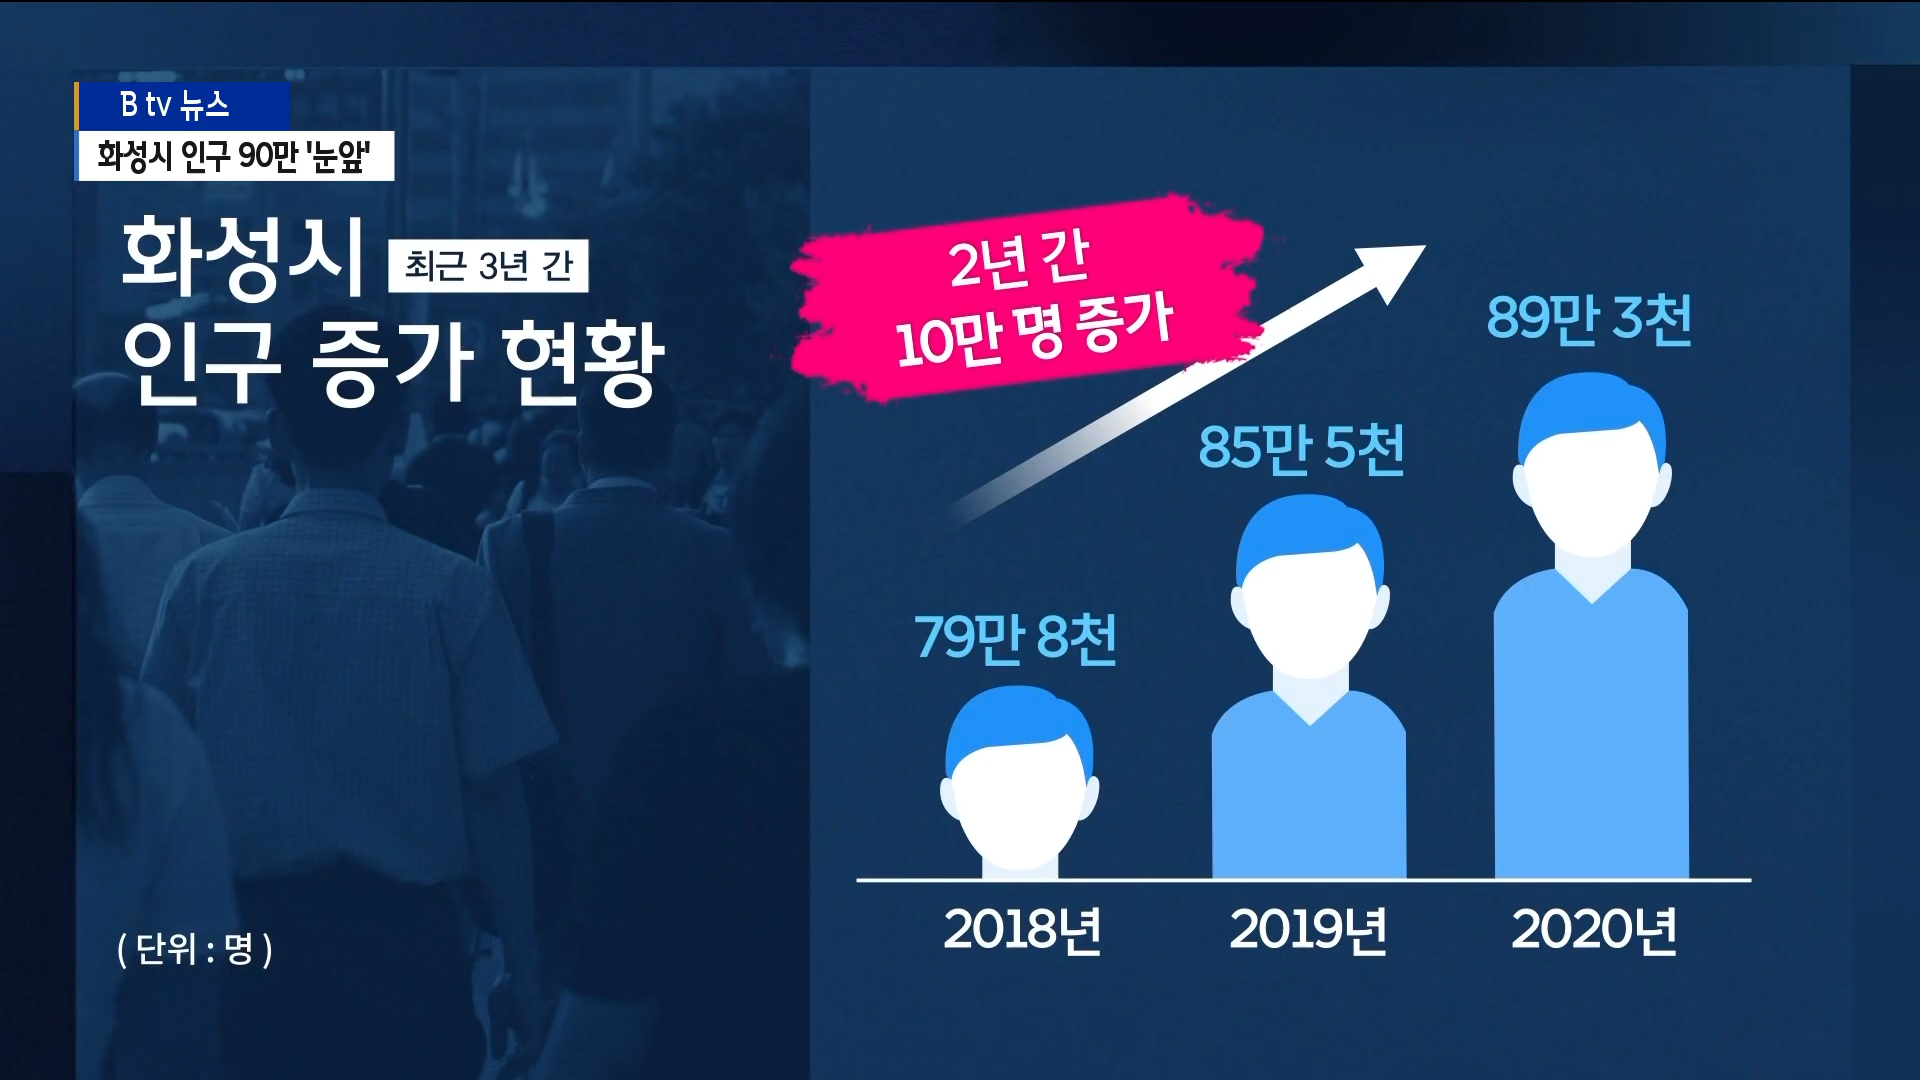 B tv 뉴스
화성시 인구 90만 '눈앞'
화성시 최근 3년 간
인구 증가 현황
2년 간
10만 명 증가
79만 8천
85만 5천
89만 3천
2018년
2019년
2020년
( 단위 : 명 )